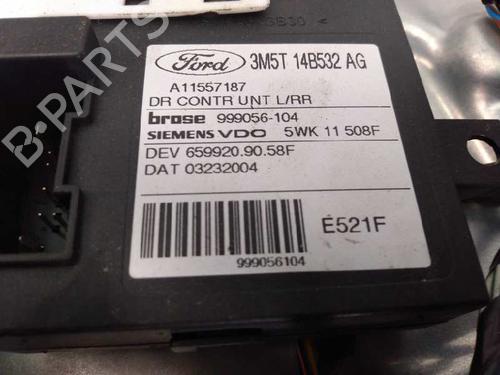 Ford 3M5T 14B532 AG
A11557187
DR CONTR UNT L/RR
brose 999056-104
SIEMENS VDO 5WK 11 508F
DEV 659920.90.58F
DAT 03232004
E521F
999056104